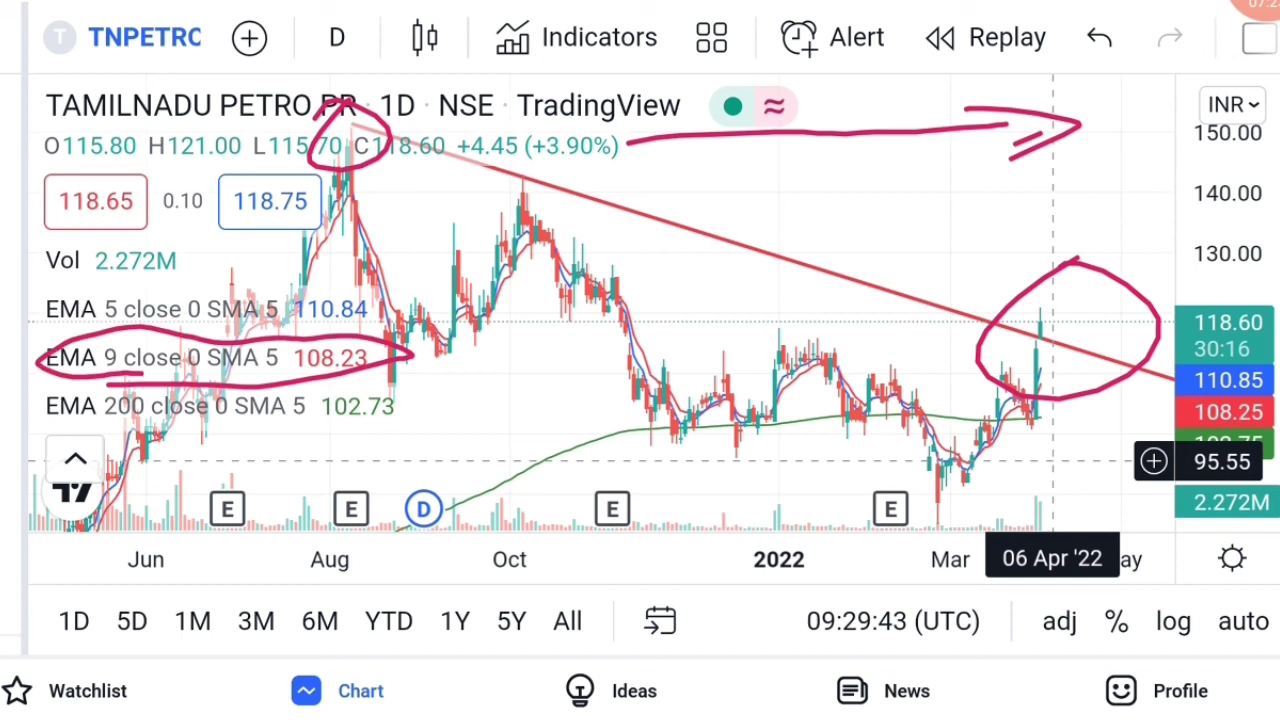 07:2
T TNPETRC D Indicators Alert Replay
TAMILNADU PETRO PR · 1D · NSE · TradingView
INR
O115.80 H121.00 L115.70 C118.60 +4.45 (+3.90%)
118.65 0.10 118.75
Vol 2.272M
EMA 5 close 0 SMA 5 110.84
EMA 9 close 0 SMA 5 108.23
EMA 200 close 0 SMA 5 102.73
150.00
140.00
130.00
118.60
30:16
110.85
108.25
95.55
2.272M
E E D E E
Jun Aug Oct 2022 Mar 06 Apr '22 ay
1D 5D 1M 3M 6M YTD 1Y 5Y All 09:29:43 (UTC) adj % log auto
Watchlist Chart Ideas News Profile